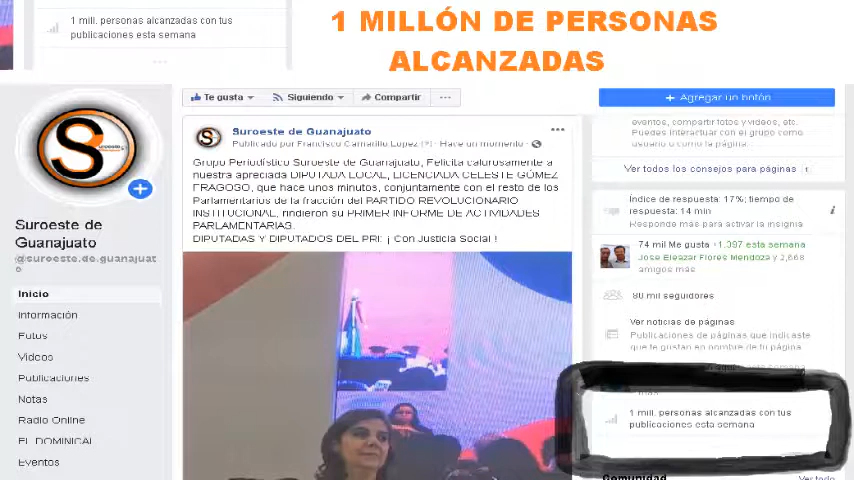 1 mill. personas alcanzadas con tus
publicaciones esta semana
1 MILLÓN DE PERSONAS
ALCANZADAS
Te gusta
Siguiendo
Compartir
Agregar un botón
Suroeste de
Guanajuato
@suroeste.de.guanajuat
o
Inicio
Información
Fotos
Videos
Publicaciones
Notas
Radio Online
EL DOMINICAL
Eventos
Suroeste de Guanajuato
Publicado por Francisco Camarillo Lopez [?] · Hace un momento ·
Grupo Periodístico Suroeste de Guanajuato, Felicita calurosamente a
nuestra apreciada DIPUTADA LOCAL, LICENCIADA CELESTE GÓMEZ
FRAGOSO, que hace unos minutos, conjuntamente con el resto de los
Parlamentarios de la fracción del PARTIDO REVOLUCIONARIO
INSTITUCIONAL, rindieron su PRIMER INFORME DE ACTIVIDADES
PARLAMENTARIAS.
DIPUTADAS Y DIPUTADOS DEL PRI: ¡ Con Justicia Social !
eventos, compartir fotos y videos, etc.
Puedes interactuar con el grupo como
usuario o como la página.
Ver todos los consejos para páginas
Índice de respuesta: 17%; tiempo de
respuesta: 14 min
Responde más para activar la insignia
74 mil Me gusta +1,397 esta semana
Jose Eleazar Flores Mendoza y 2,668
amigos más
80 mil seguidores
Ver noticias de páginas
Publicaciones de páginas que indicaste
que te gustan en nombre de tu página
más
1 mill. personas alcanzadas con tus
publicaciones esta semana
Comunidad
Ver todo